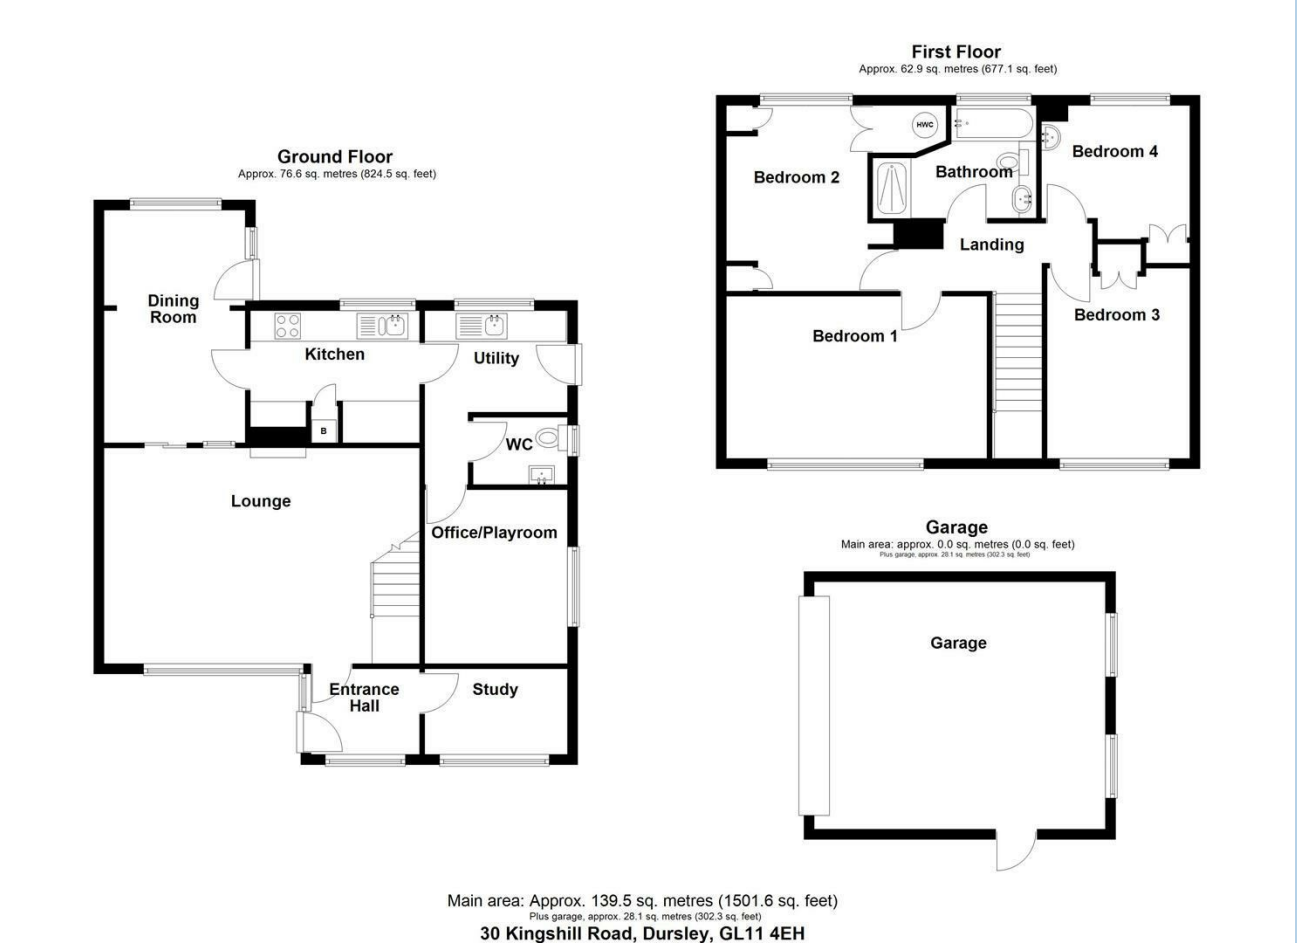 Ground Floor
Approx. 76.6 sq. metres (824.5 sq. feet)
Dining
Room
Kitchen
Utility
B
WC
Lounge
Office/Playroom
Entrance
Hall
Study
First Floor
Approx. 62.9 sq. metres (677.1 sq. feet)
HWC
Bedroom 2
Bathroom
Bedroom 4
Landing
Bedroom 1
Bedroom 3
Garage
Main area: approx. 0.0 sq. metres (0.0 sq. feet)
Plus garage, approx. 28.1 sq. metres (302.3 sq. feet)
Garage
Main area: Approx. 139.5 sq. metres (1501.6 sq. feet)
Plus garage, approx. 28.1 sq. metres (302.3 sq. feet)
30 Kingshill Road, Dursley, GL11 4EH